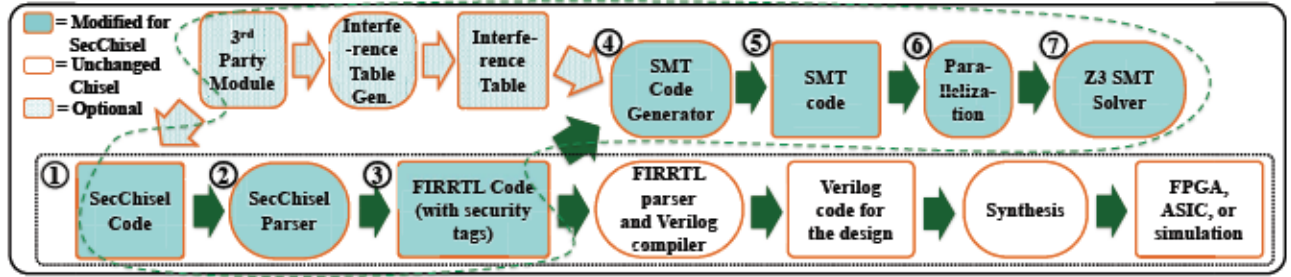 = Modified for
SecChisel
= Unchanged
Chisel
= Optional
3rd
Party
Module
Interfe
-rence
Table
Gen.
Interfe-
rence
Table
④
SMT
Code
Generator
⑤
SMT
code
⑥
Para-
llleliza-
tion
⑦
Z3 SMT
Solver
①
SecChisel
Code
②
SecChisel
Parser
③
FIRRTL Code
(with security
tags)
FIRRTL
parser
and Verilog
compiler
Verilog
code for
the design
Synthesis
FPGA,
ASIC, or
simulation